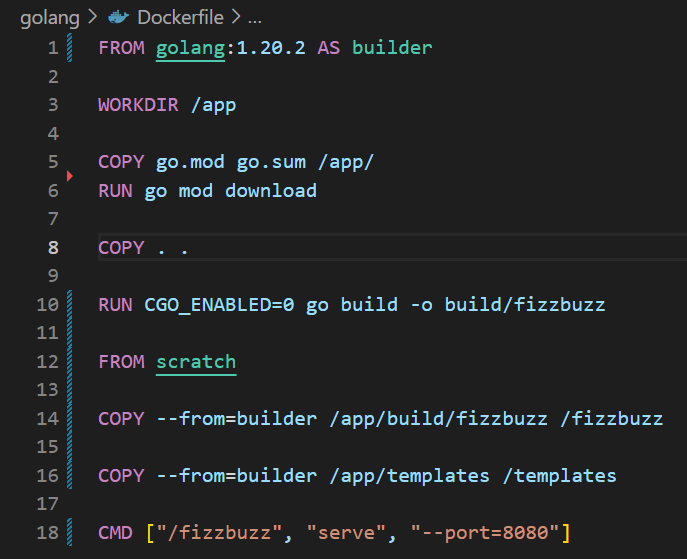 golang > Dockerfile > ...
1 FROM golang:1.20.2 AS builder
2
3 WORKDIR /app
4
5 COPY go.mod go.sum /app/
6 RUN go mod download
7
8 COPY . .
9
10 RUN CGO_ENABLED=0 go build -o build/fizzbuzz
11
12 FROM scratch
13
14 COPY --from=builder /app/build/fizzbuzz /fizzbuzz
15
16 COPY --from=builder /app/templates /templates
17
18 CMD ["/fizzbuzz", "serve", "--port=8080"]